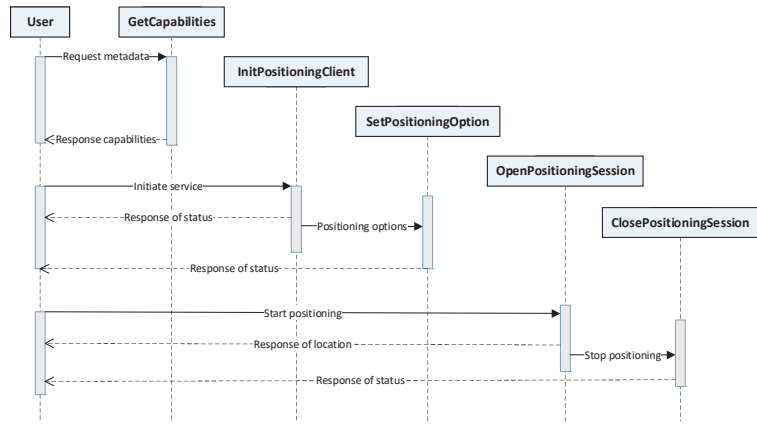 User
GetCapabilities
Request metadata
InitPositioningClient
SetPositioningOption
Response capabilities
OpenPositioningSession
Initiate service
Response of status
Positioning options
ClosePositioningSession
Response of status
Start positioning
Response of location
Stop positioning
Response of status